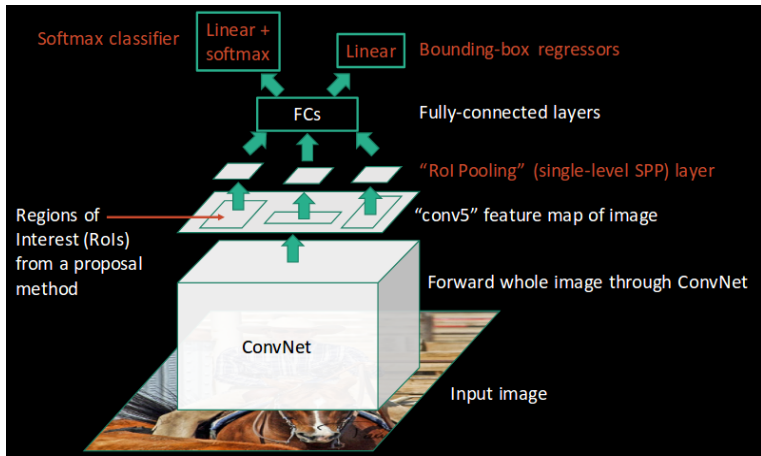 Softmax classifier
Linear +
softmax
Linear
Bounding-box regressors
FCs
Fully-connected layers
"RoI Pooling" (single-level SPP) layer
Regions of
Interest (RoIs)
from a proposal
method
"conv5" feature map of image
Forward whole image through ConvNet
ConvNet
Input image